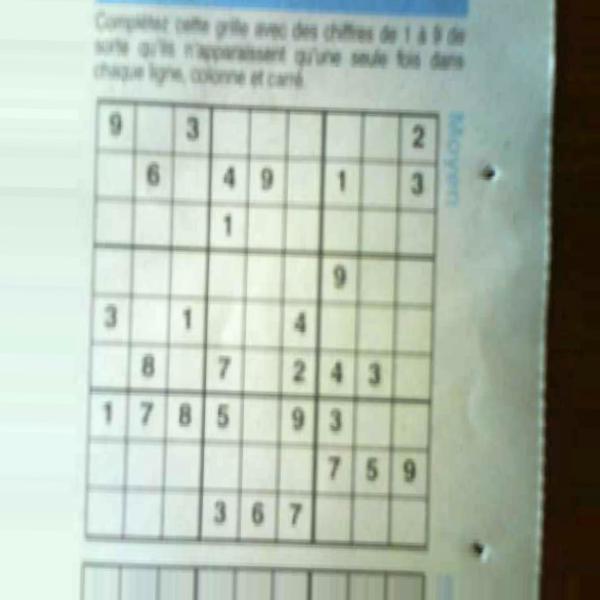 Complétez cette grille avec des chiffres de 1 à 9 de
sorte qu'ils n'apparaissent qu'une seule fois dans
chaque ligne, colonne et carré.
Moyen
9 3 2
6 4 9 1 3
1
9
3 1 4
8 7 2 4 3
1 7 8 5 9 3
7 5 9
3 6 7